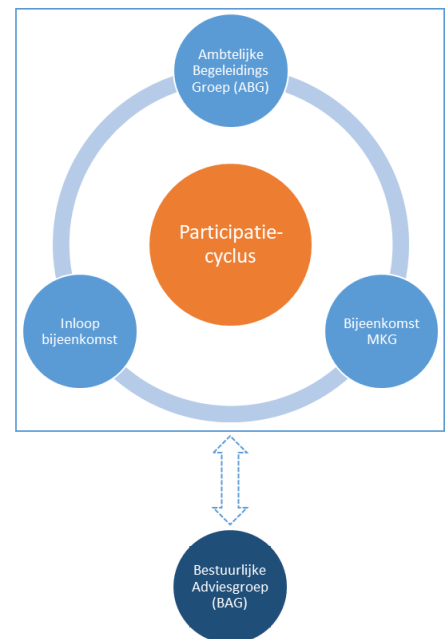 Ambtelijke
Begeleidings
Groep (ABG)
Participatie-
cyclus
Inloop
bijeenkomst
Bijeenkomst
MKG
Bestuurlijke
Adviesgroep
(BAG)